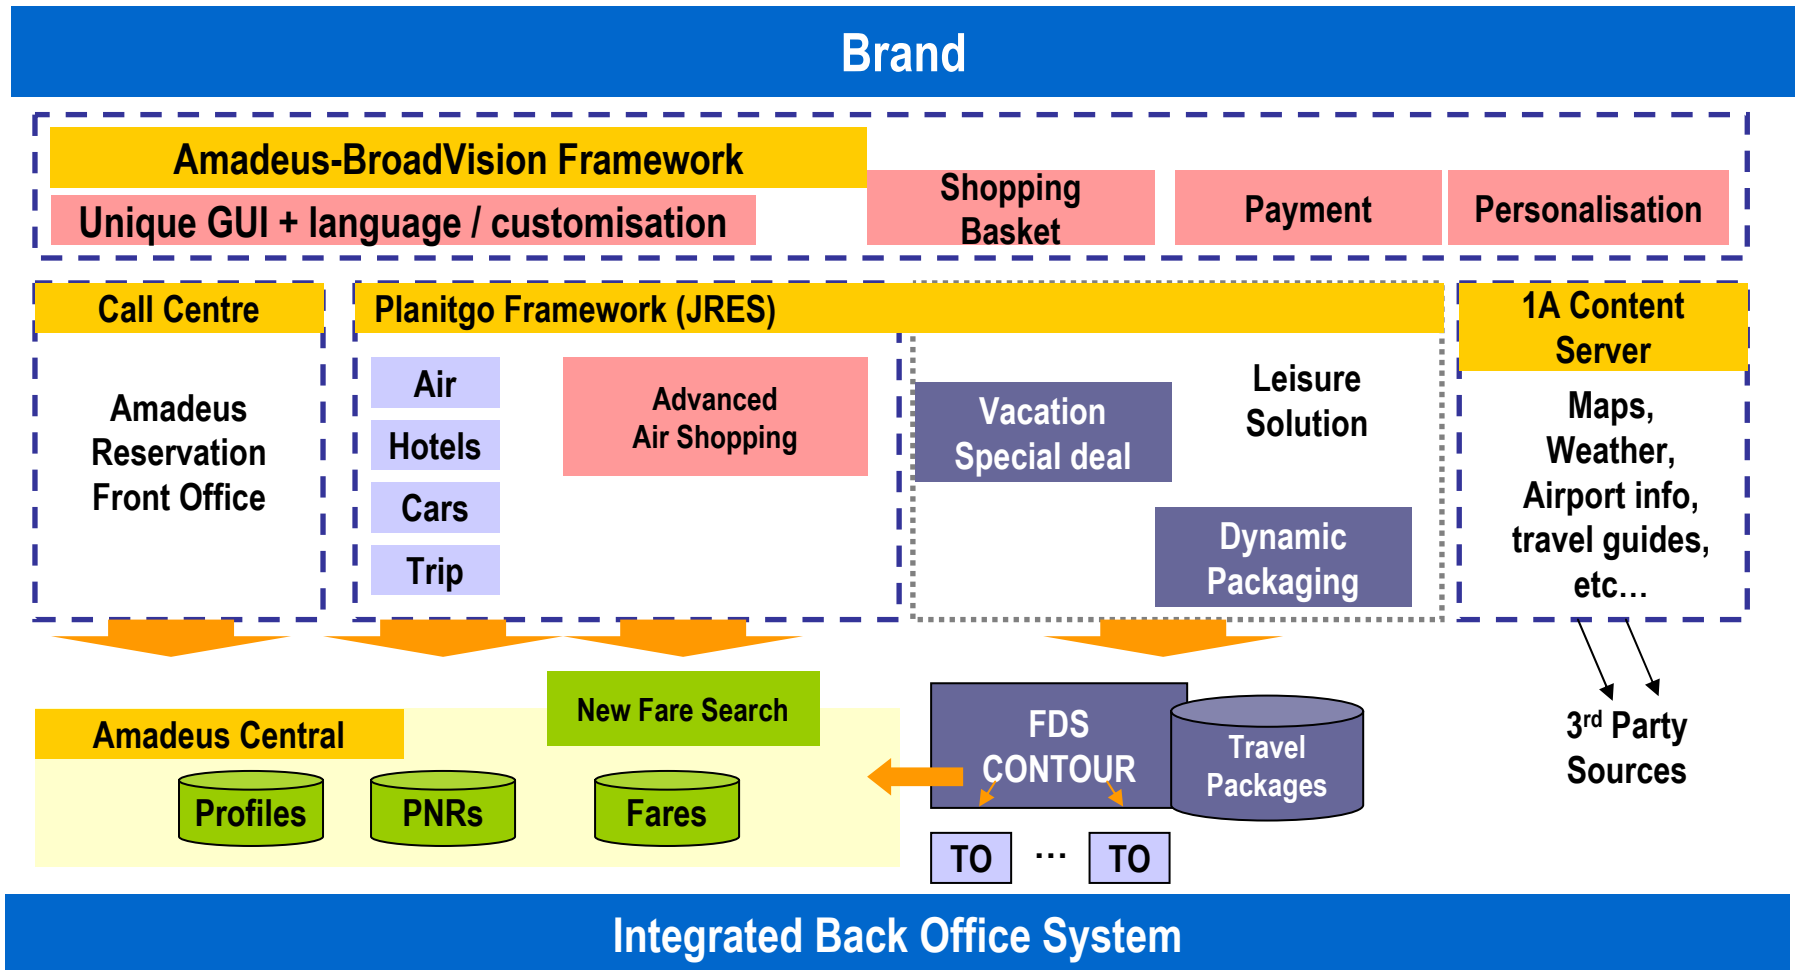 Brand
Amadeus-BroadVision Framework
Unique GUI + language / customisation
Shopping
Basket
Payment
Personalisation
Call Centre
Amadeus
Reservation
Front Office
Planitgo Framework (JRES)
Air
Hotels
Cars
Trip
Advanced
Air Shopping
Vacation
Special deal
Leisure
Solution
Dynamic
Packaging
1A Content
Server
Maps,
Weather,
Airport info,
travel guides,
etc…
New Fare Search
Amadeus Central
Profiles
PNRs
Fares
FDS
CONTOUR
Travel
Packages
TO
…
TO
3rd Party
Sources
Integrated Back Office System